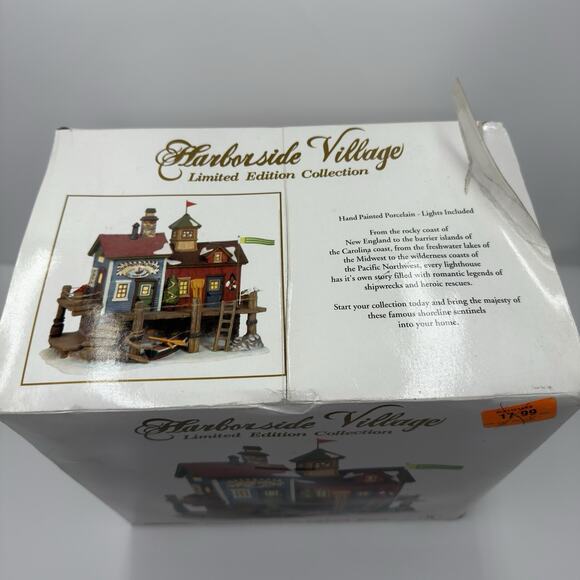 Harborside Village
Limited Edition Collection
Hand Painted Porcelain - Lights Included
From the rocky coast of
New England to the barrier islands of
the Carolina coast, from the freshwater lakes of
the Midwest to the wilderness coasts of
the Pacific Northwest, every lighthouse
has it's own story filled with romantic legends of
shipwrecks and heroic rescues.
Start your collection today and bring the majesty of
these famous shoreline sentinels
into your home.
Harborside Village
Limited Edition Collection
17.99